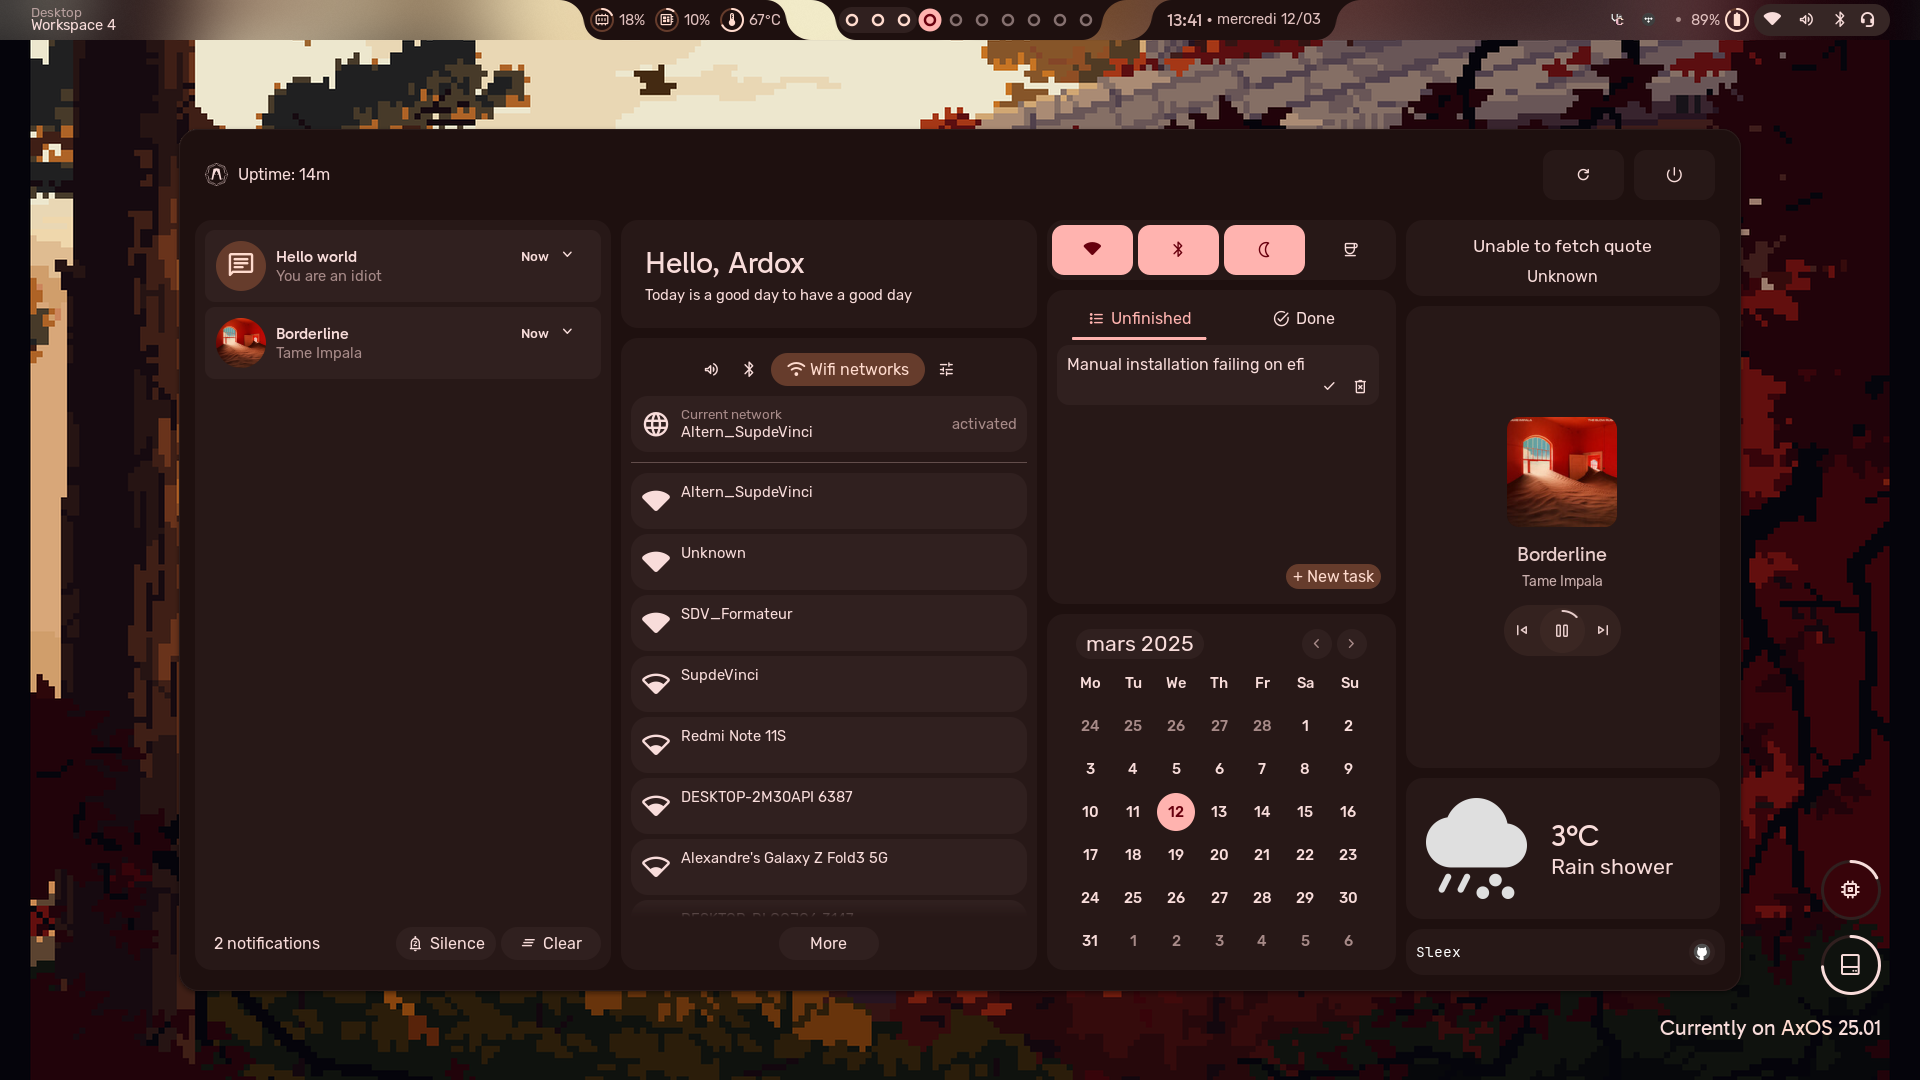 Desktop
Workspace 4
18%
10%
67°C
13:41 • mercredi 12/03
89%
Uptime: 14m
Hello world
You are an idiot
Now
Borderline
Tame Impala
Now
2 notifications
Silence
Clear
Hello, Ardox
Today is a good day to have a good day
Wifi networks
Current network
Altern_SupdeVinci
activated
Altern_SupdeVinci
Unknown
SDV_Formateur
SupdeVinci
Redmi Note 11S
DESKTOP-2M30API 6387
Alexandre's Galaxy Z Fold3 5G
More
Unfinished
Done
Manual installation failing on efi
+ New task
mars 2025
Mo Tu We Th Fr Sa Su
24 25 26 27 28 1 2
3 4 5 6 7 8 9
10 11 12 13 14 15 16
17 18 19 20 21 22 23
24 25 26 27 28 29 30
31 1 2 3 4 5 6
Unable to fetch quote
Unknown
Borderline
Tame Impala
3°C
Rain shower
Sleex
Currently on AxOS 25.01